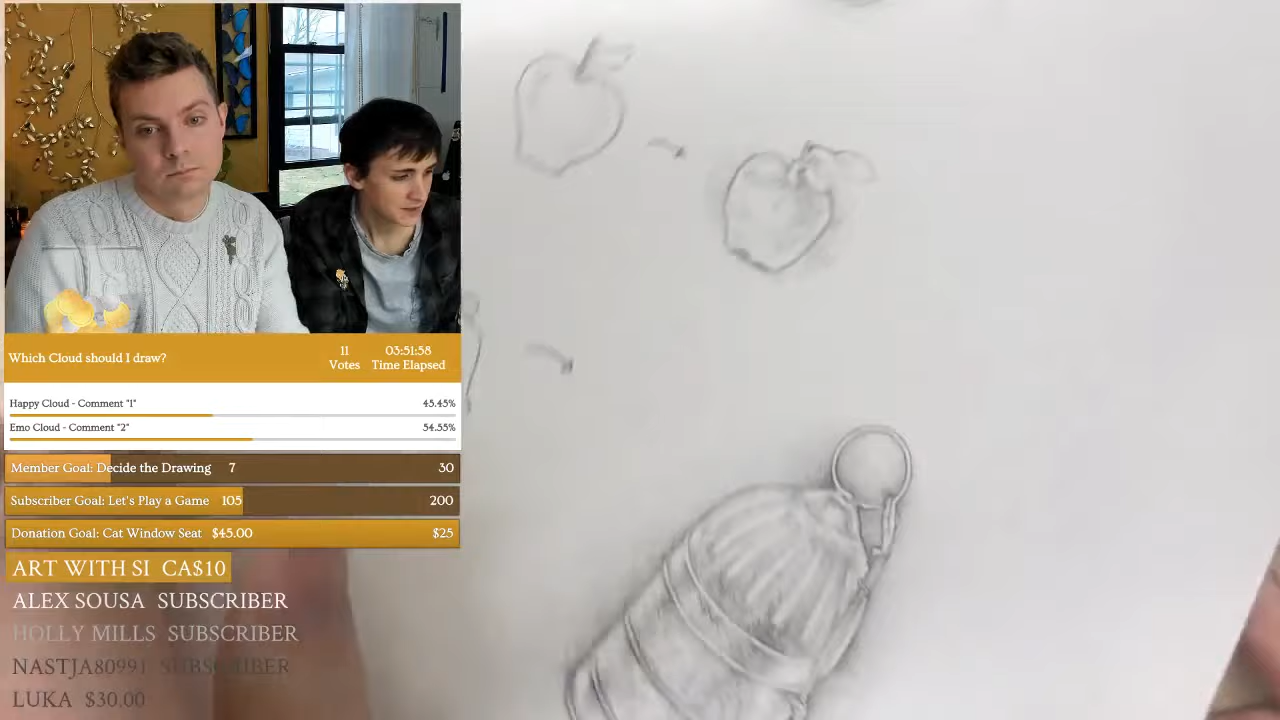 Which Cloud should I draw?
11 03:51:58
Votes Time Elapsed
Happy Cloud - Comment "1" 45.45%
Emo Cloud - Comment "2" 54.55%
Member Goal: Decide the Drawing 7 30
Subscriber Goal: Let's Play a Game 105 200
Donation Goal: Cat Window Seat $45.00 $25
ART WITH SI CA$10
ALEX SOUSA SUBSCRIBER
HOLLY MILLS SUBSCRIBER
NASTJA80991 SUBSCRIBER
LUKA $30.00